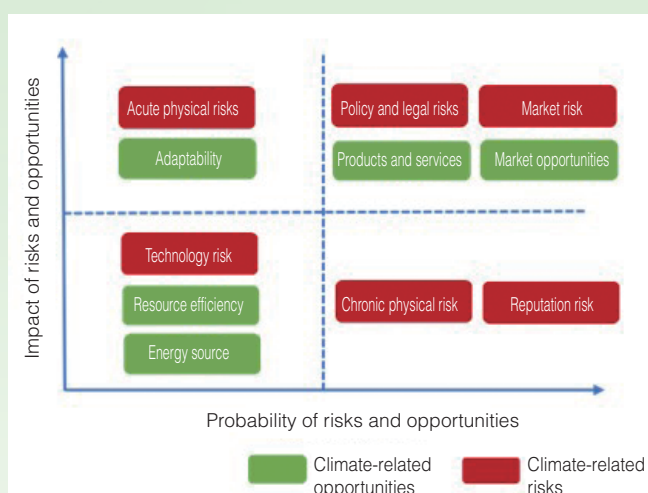 Impact of risks and opportunities
Acute physical risks
Adaptability
Policy and legal risks
Market risk
Products and services
Market opportunities
Technology risk
Resource efficiency
Energy source
Chronic physical risk
Reputation risk
Probability of risks and opportunities
Climate-related
opportunities
Climate-related
risks